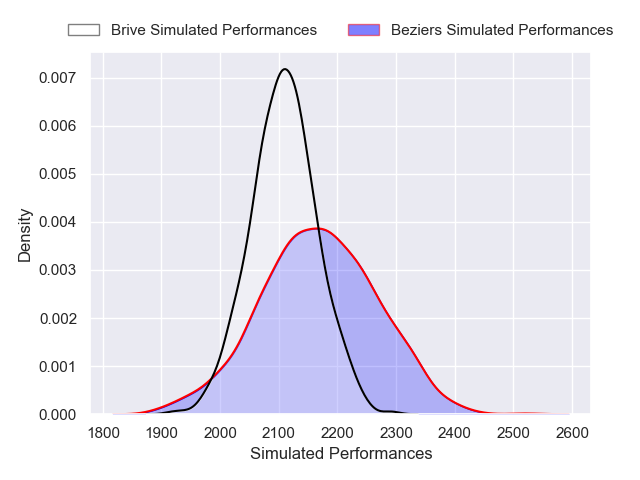 Brive Simulated Performances
Beziers Simulated Performances
0.007
0.006
0.005
0.004
0.003
0.002
0.001
0.000
Density
1800 1900 2000 2100 2200 2300 2400 2500 2600
Simulated Performances